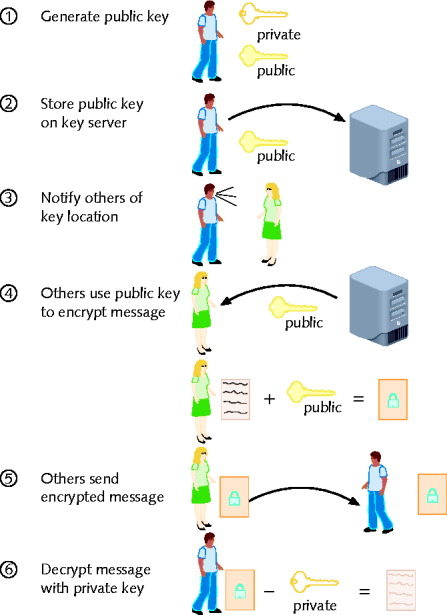 ① Generate public key
private
public
② Store public key
on key server
public
③ Notify others of
key location
④ Others use public key
to encrypt message
public
+ public =
⑤ Others send
encrypted message
⑥ Decrypt message
with private key
− private =